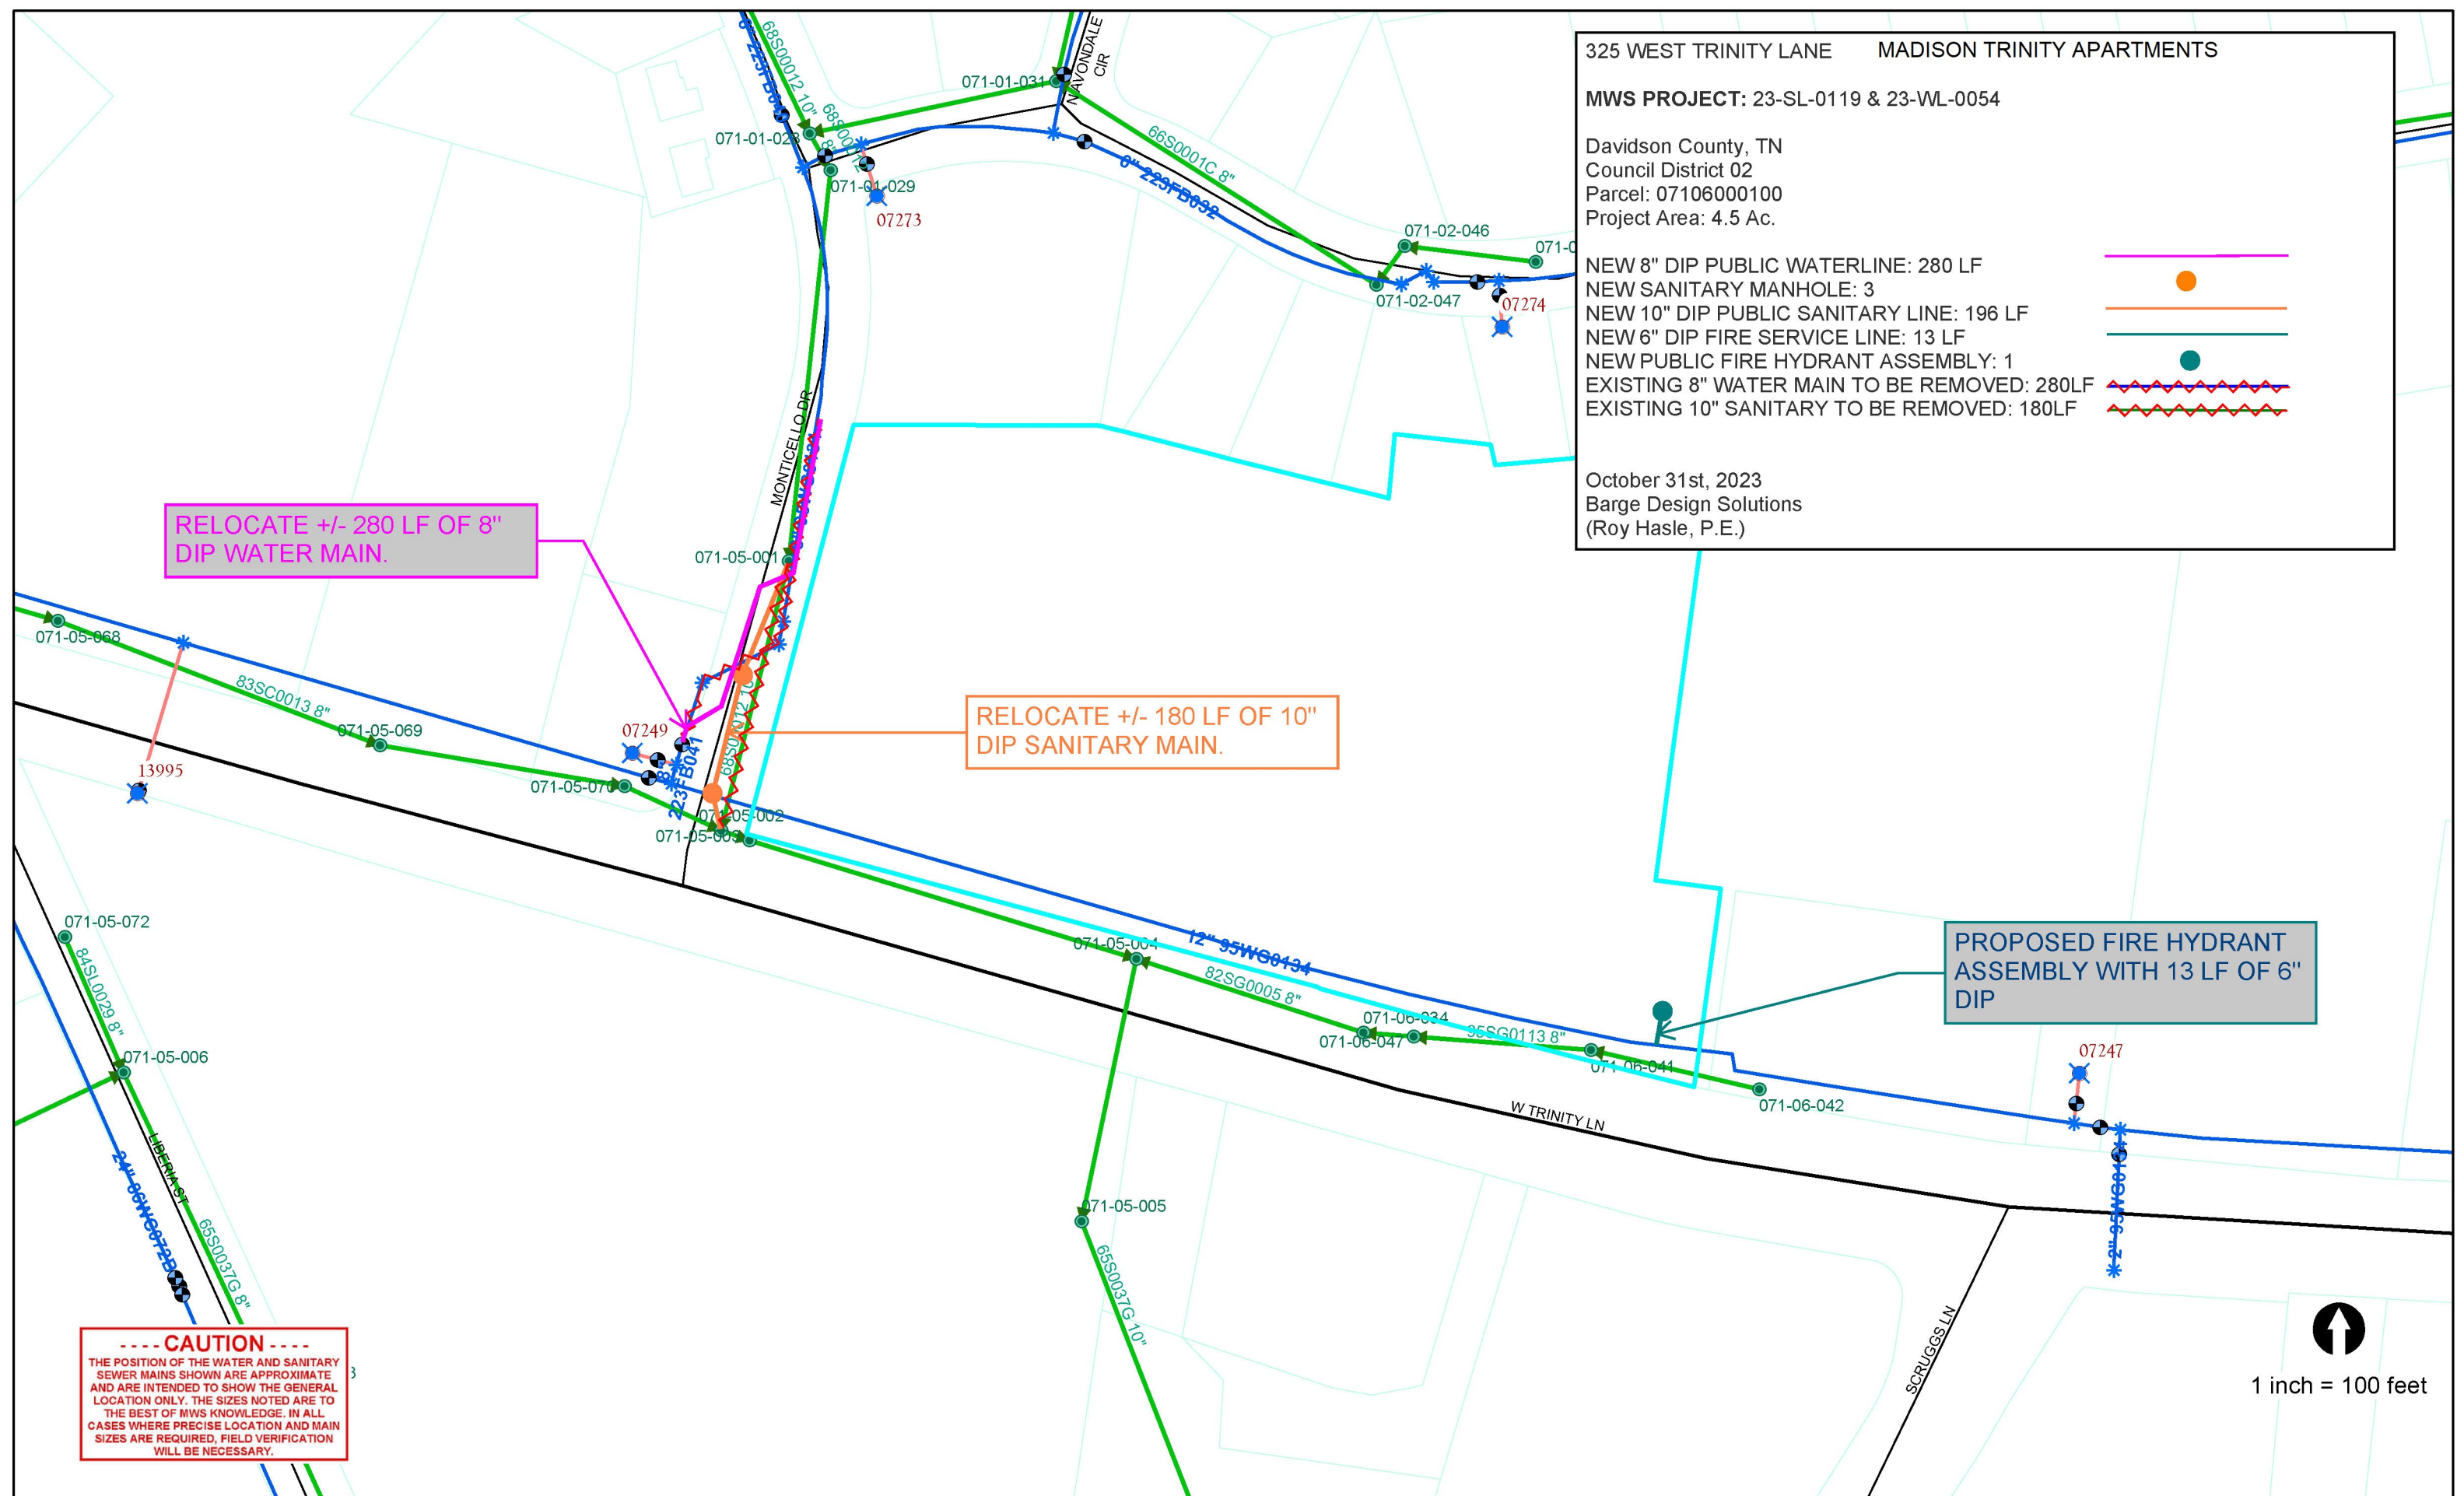 325 WEST TRINITY LANE MADISON TRINITY APARTMENTS
MWS PROJECT: 23-SL-0119 & 23-WL-0054
Davidson County, TN
Council District 02
Parcel: 07106000100
Project Area: 4.5 Ac.
NEW 8" DIP PUBLIC WATERLINE: 280 LF
NEW SANITARY MANHOLE: 3
NEW 10" DIP PUBLIC SANITARY LINE: 196 LF
NEW 6" DIP FIRE SERVICE LINE: 13 LF
NEW PUBLIC FIRE HYDRANT ASSEMBLY: 1
EXISTING 8" WATER MAIN TO BE REMOVED: 280LF
EXISTING 10" SANITARY TO BE REMOVED: 180LF
October 31st, 2023
Barge Design Solutions
(Roy Hasle, P.E.)
68S00012 10"
071-01-031
N AVONDALE
CIR
071-01-029
07273
66S0001C 8"
6" 223FB032
071-02-046
071-02-047
07274
MONTICELLO DR
RELOCATE +/- 280 LF OF 8"
DIP WATER MAIN.
071-05-001
071-05-068
83SC0013 8"
071-05-069
13995
07249
071-05-070
223FB041
071-05-002
RELOCATE +/- 180 LF OF 10"
DIP SANITARY MAIN.
071-05-072
84SL0029 8"
071-05-006
LIBERIA ST
24" 86WC072B
65S0037G 8"
071-05-004
12" 95WG0134
82SG0005 8"
071-06-034
071-06-047
95SG0113 8"
071-06-041
071-06-042
PROPOSED FIRE HYDRANT
ASSEMBLY WITH 13 LF OF 6"
DIP
07247
W TRINITY LN
071-05-005
65S0037G 10"
SCRUGGS LN
1 inch = 100 feet
- - - - CAUTION - - - -
THE POSITION OF THE WATER AND SANITARY
SEWER MAINS SHOWN ARE APPROXIMATE
AND ARE INTENDED TO SHOW THE GENERAL
LOCATION ONLY. THE SIZES NOTED ARE TO
THE BEST OF MWS KNOWLEDGE. IN ALL
CASES WHERE PRECISE LOCATION AND MAIN
SIZES ARE REQUIRED, FIELD VERIFICATION
WILL BE NECESSARY.